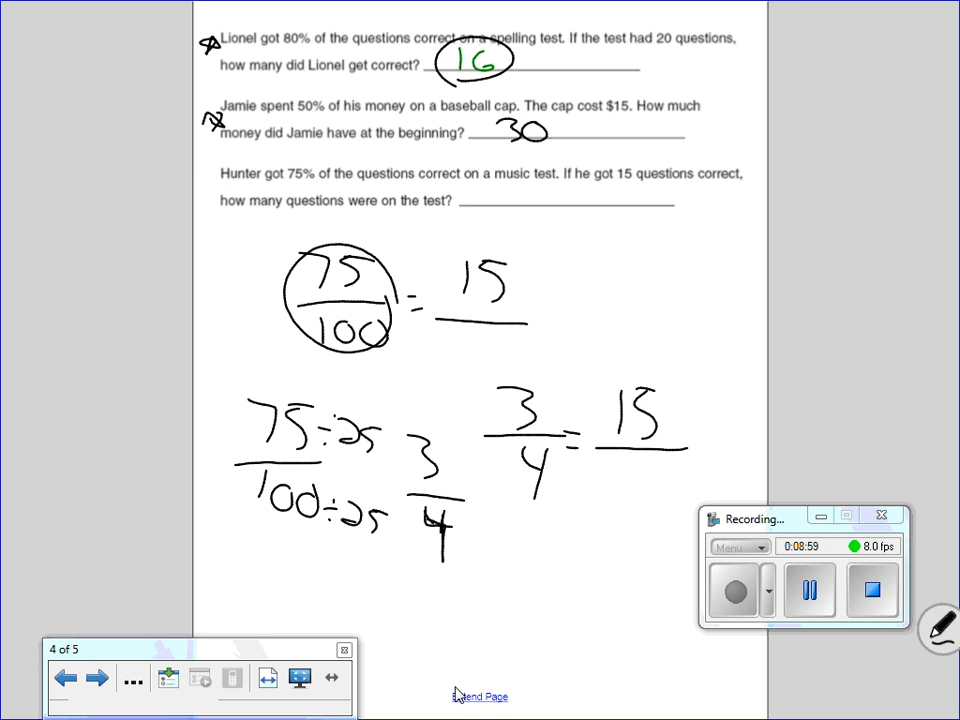 Lionel got 80% of the questions correct on a spelling test. If the test had 20 questions,
how many did Lionel get correct? 16
Jamie spent 50% of his money on a baseball cap. The cap cost $15. How much
money did Jamie have at the beginning? 30
Hunter got 75% of the questions correct on a music test. If he got 15 questions correct,
how many questions were on the test?
75 15
=
100
75÷25 3
100÷25 4
3 15
=
4
Recording...
Menu 0:08:59 8.0 fps
4 of 5
Extend Page